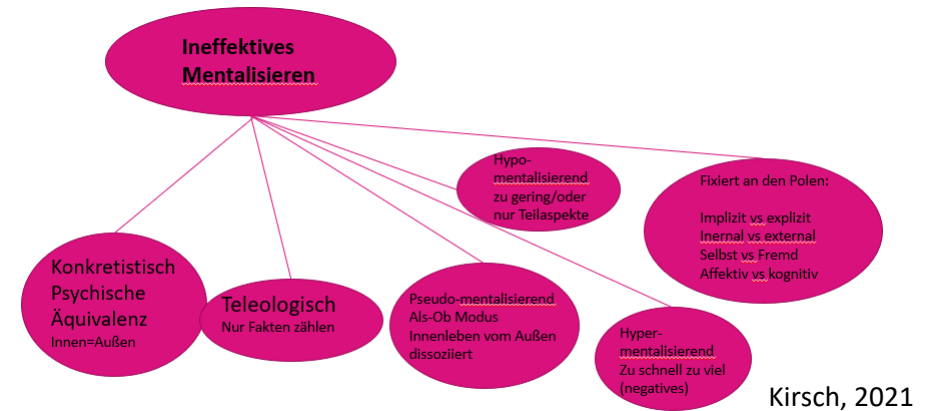 Ineffektives
Mentalisieren
Hypo-
mentalisierend
zu gering/oder
nur Teilaspekte
Fixiert an den Polen:
Implizit vs explizit
Inernal vs external
Selbst vs Fremd
Affektiv vs kognitiv
Konkretistisch
Psychische
Äquivalenz
Innen=Außen
Teleologisch
Nur Fakten zählen
Pseudo-mentalisierend
Als-Ob Modus
Innenleben vom Außen
dissoziiert
Hyper-
mentalisierend
Zu schnell zu viel
(negatives)
Kirsch, 2021